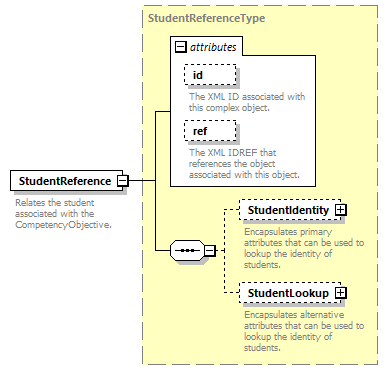 StudentReferenceType
attributes
id
The XML ID associated with
this complex object.
ref
The XML IDREF that
references the object
associated with this object.
StudentReference
Relates the student
associated with the
CompetencyObjective.
StudentIdentity
Encapsulates primary
attributes that can be used to
lookup the identity of
students.
StudentLookup
Encapsulates alternative
attributes that can be used to
lookup the identity of
students.